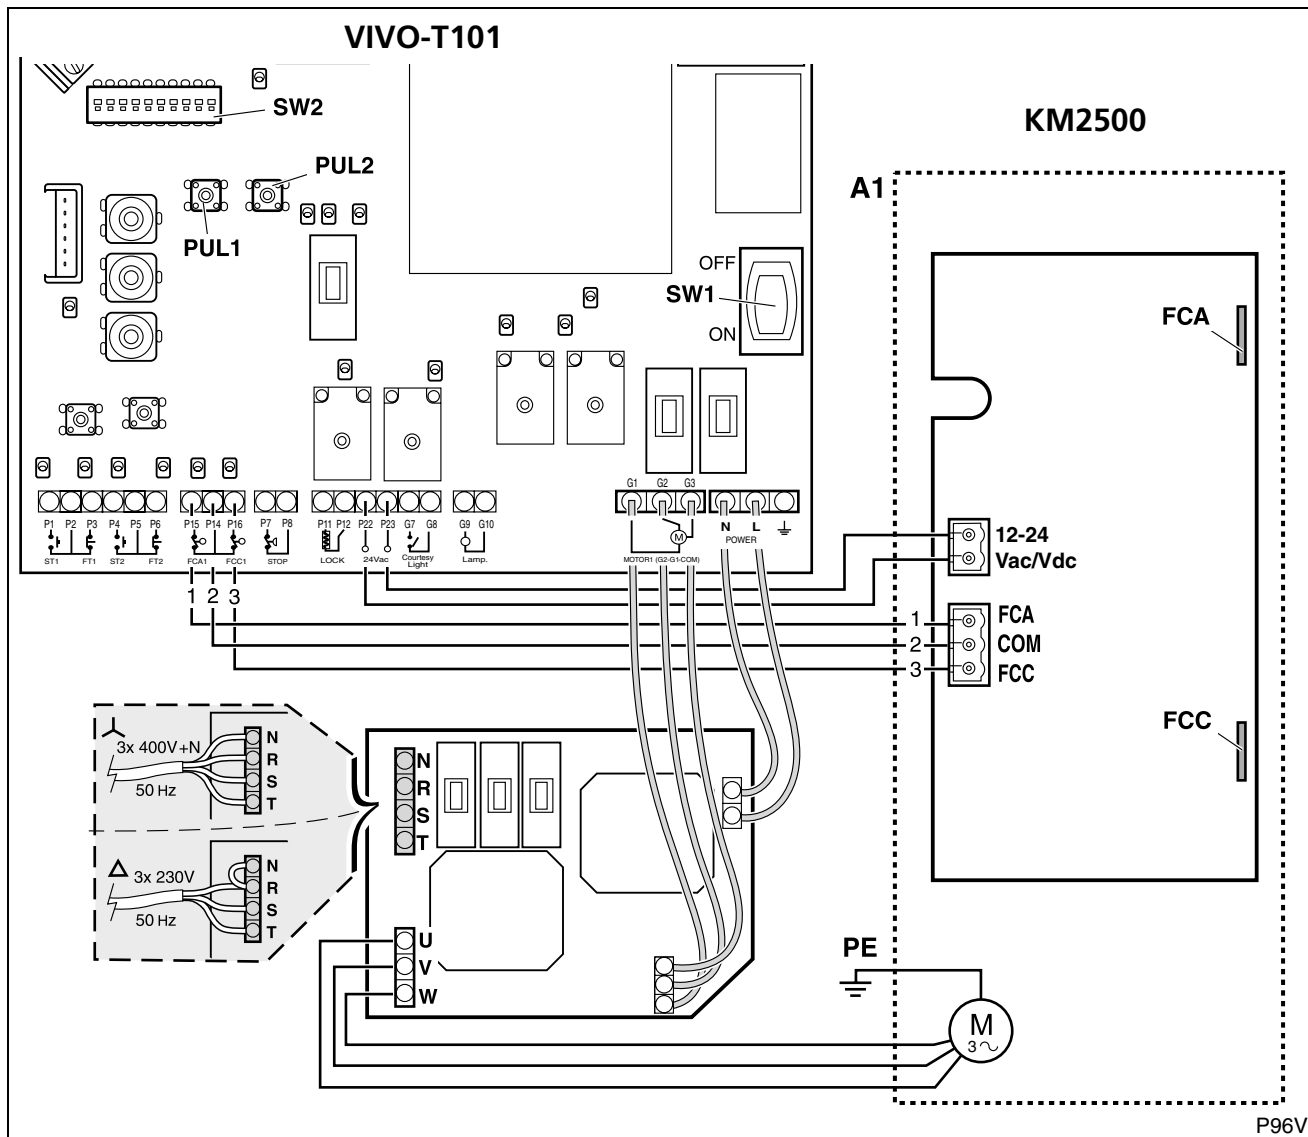 VIVO-T101
SW2
KM2500
PUL2
A1
PUL1
OFF
SW1
ON
FCA
G1 G2 G3
P1 P2 P3 P4 P5 P6 P15 P14 P16 P7 P8 P11 P12 P22 P23 G7 G8 G9 G10
M
N L
POWER
ST1 FT1 ST2 FT2 FCA1 FCC1 STOP LOCK 24Vac Courtesy Light Lamp. MOTOR1 (G2-G1-COM)
12-24
Vac/Vdc
1 2 3
1 FCA
2 COM
3 FCC
FCC
3x 400V+N
50 Hz
N
R
S
T
N
R
S
T
3x 230V
50 Hz
N
R
S
T
U
V
W
PE
M
3~
P96V